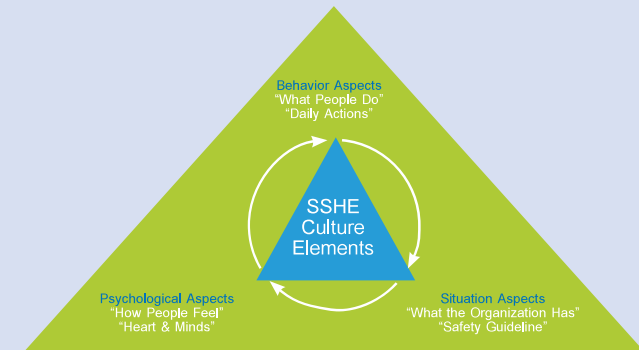 Behavior Aspects
“What People Do”
“Daily Actions”
SSHE
Culture
Elements
Psychological Aspects
“How People Feel”
“Heart & Minds”
Situation Aspects
“What the Organization Has”
“Safety Guideline”